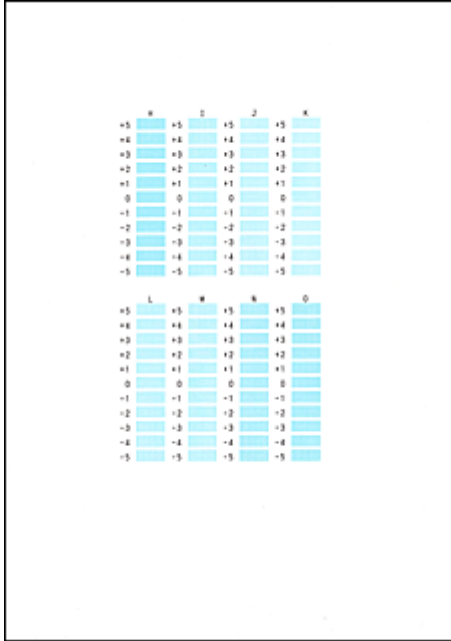 H I J K
+5 +5 +5 +5
+4 +4 +4 +4
+3 +3 +3 +3
+2 +2 +2 +2
+1 +1 +1 +1
0 0 0 0
-1 -1 -1 -1
-2 -2 -2 -2
-3 -3 -3 -3
-4 -4 -4 -4
-5 -5 -5 -5
L M N O
+5 +5 +5 +5
+4 +4 +4 +4
+3 +3 +3 +3
+2 +2 +2 +2
+1 +1 +1 +1
0 0 0 0
-1 -1 -1 -1
-2 -2 -2 -2
-3 -3 -3 -3
-4 -4 -4 -4
-5 -5 -5 -5